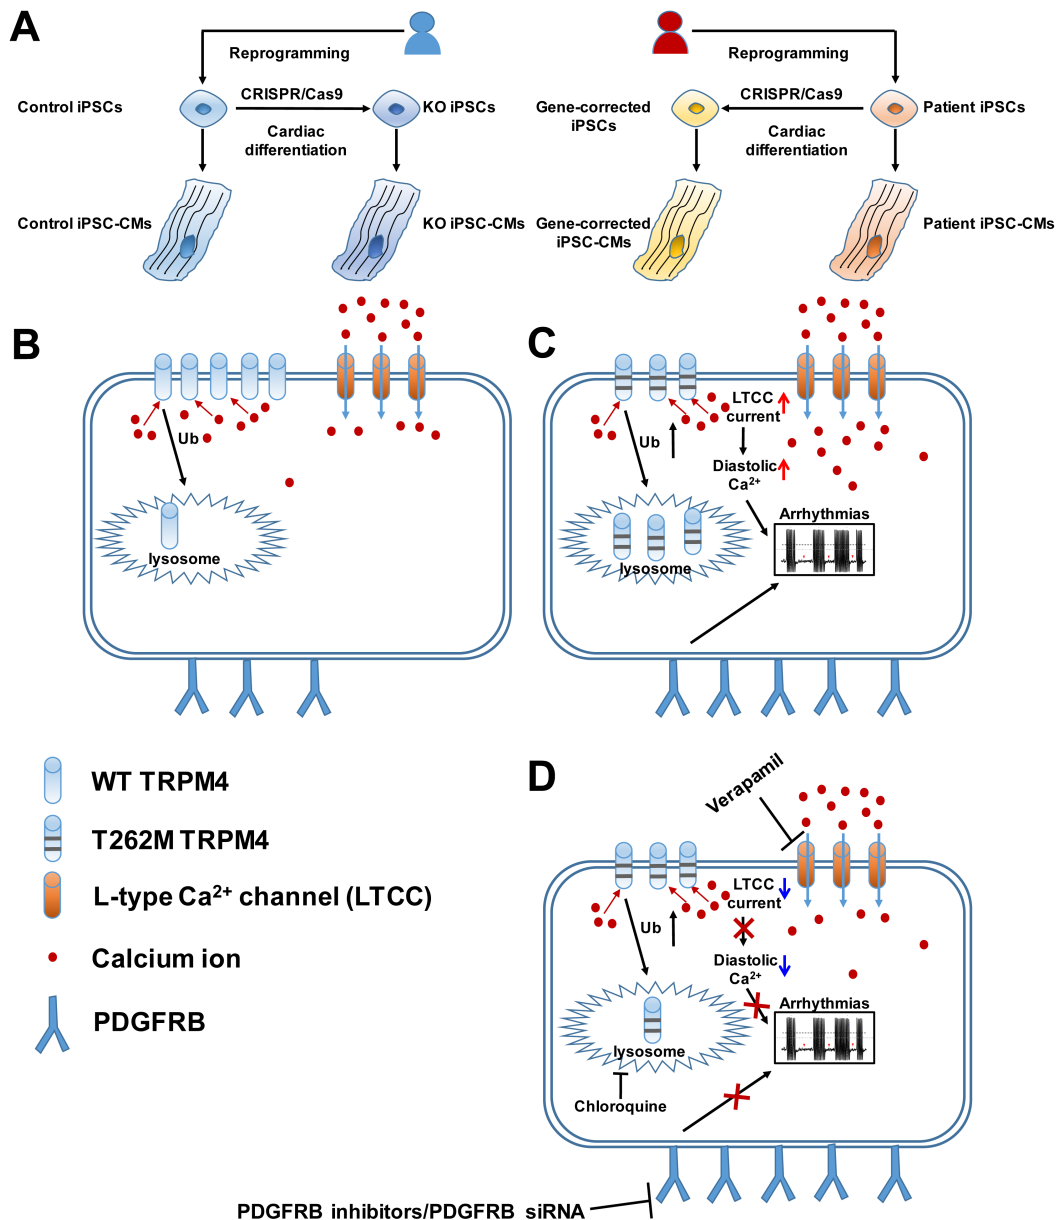 A
Reprogramming
Control iPSCs
CRISPR/Cas9
KO iPSCs
Cardiac
differentiation
Control iPSC-CMs
KO iPSC-CMs
Reprogramming
Gene-corrected
iPSCs
CRISPR/Cas9
Patient iPSCs
Cardiac
differentiation
Gene-corrected
iPSC-CMs
Patient iPSC-CMs
B
Ub
lysosome
C
LTCC
current
Ub
Diastolic
Ca²⁺
Arrhythmias
lysosome
WT TRPM4
T262M TRPM4
L-type Ca²⁺ channel (LTCC)
Calcium ion
PDGFRB
D
Verapamil
LTCC
current
Ub
Diastolic
Ca²⁺
Arrhythmias
lysosome
Chloroquine
PDGFRB inhibitors/PDGFRB siRNA